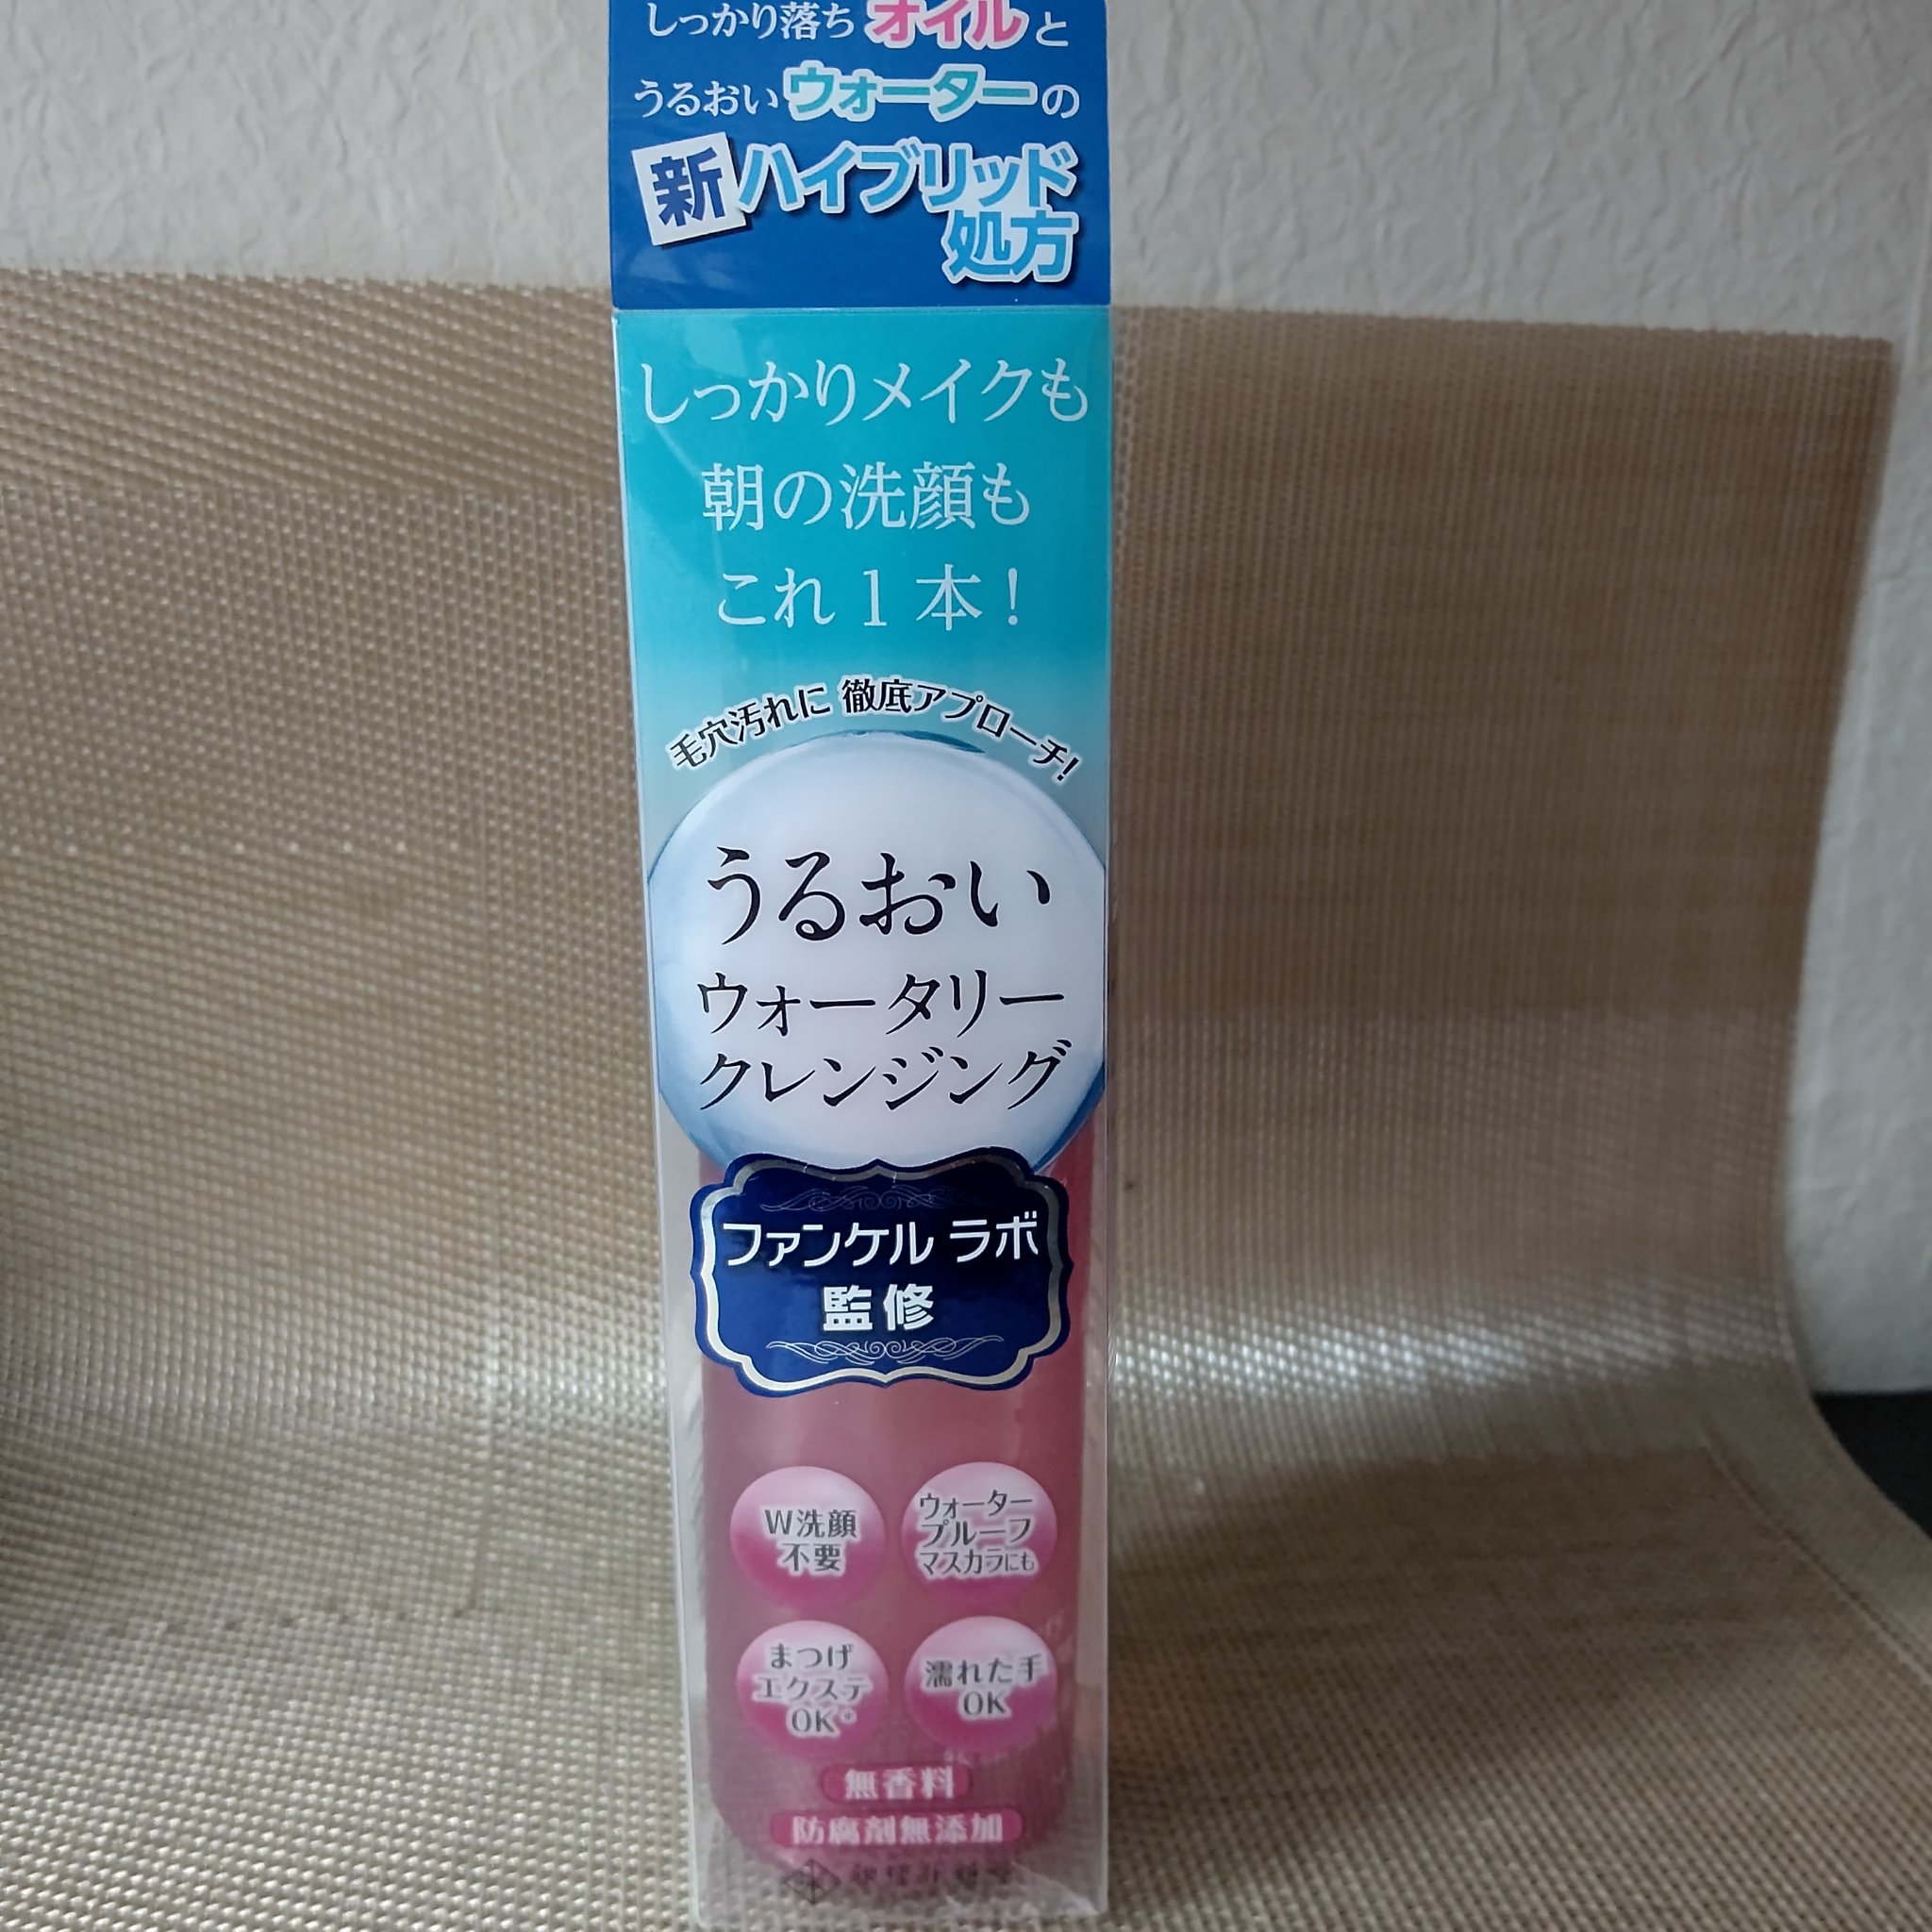 しっかり落ちオイルと
うるおいウォーターの
新ハイブリッド
処方
しっかりメイクも
朝の洗顔も
これ1本!
毛穴汚れに 徹底アプローチ!
うるおい
ウォータリー
クレンジング
ファンケル ラボ
監修
W洗顔
不要
ウォーター
プルーフ
マスカラにも
まつげ
エクステ
OK*
濡れた手
OK
無香料
防腐剤無添加